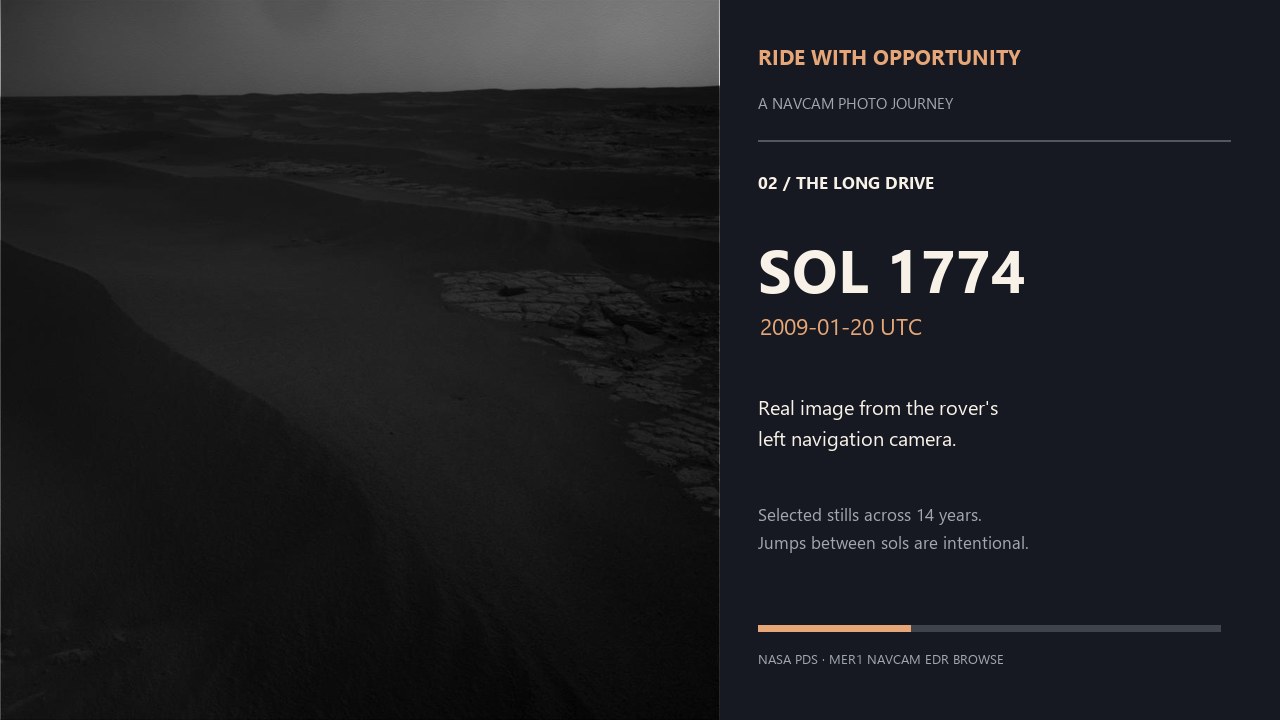 RIDE WITH OPPORTUNITY
A NAVCAM PHOTO JOURNEY
02 / THE LONG DRIVE
SOL 1774
2009-01-20 UTC
Real image from the rover's
left navigation camera.
Selected stills across 14 years.
Jumps between sols are intentional.
NASA PDS · MER1 NAVCAM EDR BROWSE